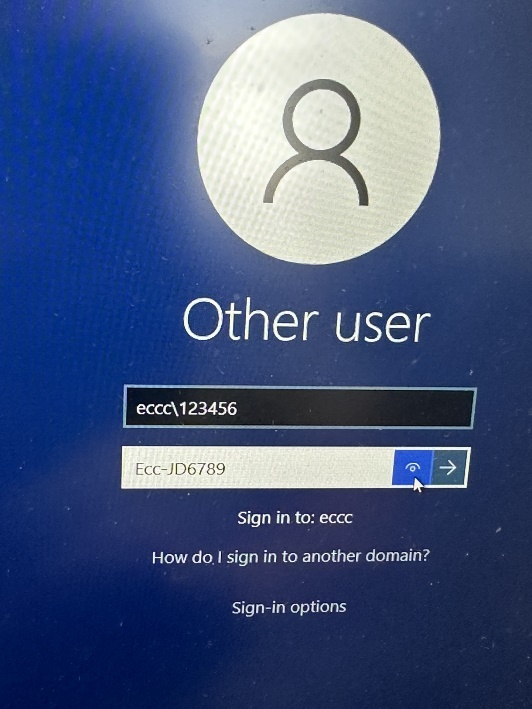 Other user
eccc\123456
Ecc-JD6789
Sign in to: eccc
How do I sign in to another domain?
Sign-in options